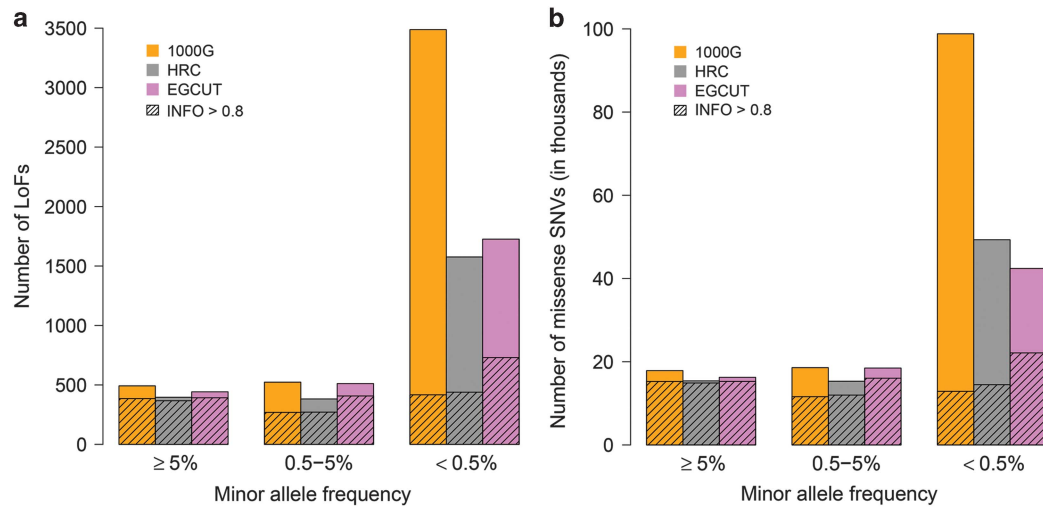 a
Number of LoFs
3500
3000
2500
2000
1500
1000
500
0
1000G
HRC
EGCUT
INFO > 0.8
≥ 5%
0.5−5%
< 0.5%
Minor allele frequency
b
Number of missense SNVs (in thousands)
100
80
60
40
20
0
1000G
HRC
EGCUT
INFO > 0.8
≥ 5%
0.5−5%
< 0.5%
Minor allele frequency